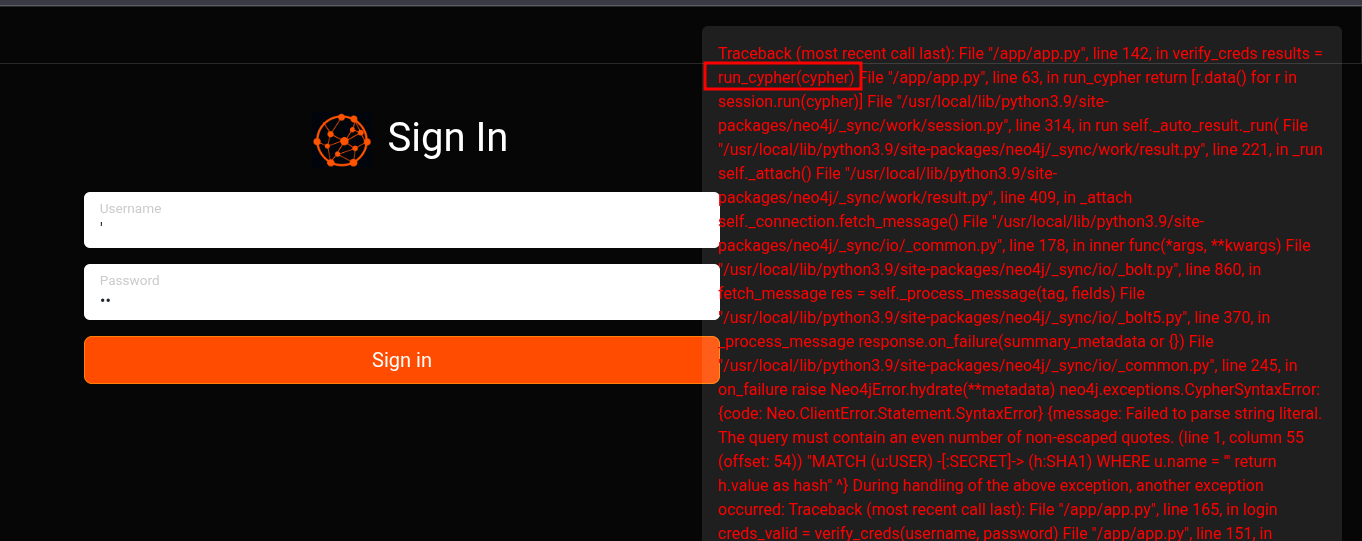 Sign In
Username
'
Password
••
Sign in
Traceback (most recent call last): File "/app/app.py", line 142, in verify_creds results =
run_cypher(cypher) File "/app/app.py", line 63, in run_cypher return [r.data() for r in
session.run(cypher)] File "/usr/local/lib/python3.9/site-
packages/neo4j/_sync/work/session.py", line 314, in run self._auto_result._run( File
"/usr/local/lib/python3.9/site-packages/neo4j/_sync/work/result.py", line 221, in _run
self._attach() File "/usr/local/lib/python3.9/site-
packages/neo4j/_sync/work/result.py", line 409, in _attach
self._connection.fetch_message() File "/usr/local/lib/python3.9/site-
packages/neo4j/_sync/io/_common.py", line 178, in inner func(*args, **kwargs) File
"/usr/local/lib/python3.9/site-packages/neo4j/_sync/io/_bolt.py", line 860, in
fetch_message res = self._process_message(tag, fields) File
"/usr/local/lib/python3.9/site-packages/neo4j/_sync/io/_bolt5.py", line 370, in
_process_message response.on_failure(summary_metadata or {}) File
"/usr/local/lib/python3.9/site-packages/neo4j/_sync/io/_common.py", line 245, in
on_failure raise Neo4jError.hydrate(**metadata) neo4j.exceptions.CypherSyntaxError:
{code: Neo.ClientError.Statement.SyntaxError} {message: Failed to parse string literal.
The query must contain an even number of non-escaped quotes. (line 1, column 55
(offset: 54)) "MATCH (u:USER) -[:SECRET]-> (h:SHA1) WHERE u.name = ''' return
h.value as hash" ^} During handling of the above exception, another exception
occurred: Traceback (most recent call last): File "/app/app.py", line 165, in login
creds_valid = verify_creds(username, password) File "/app/app.py", line 151, in